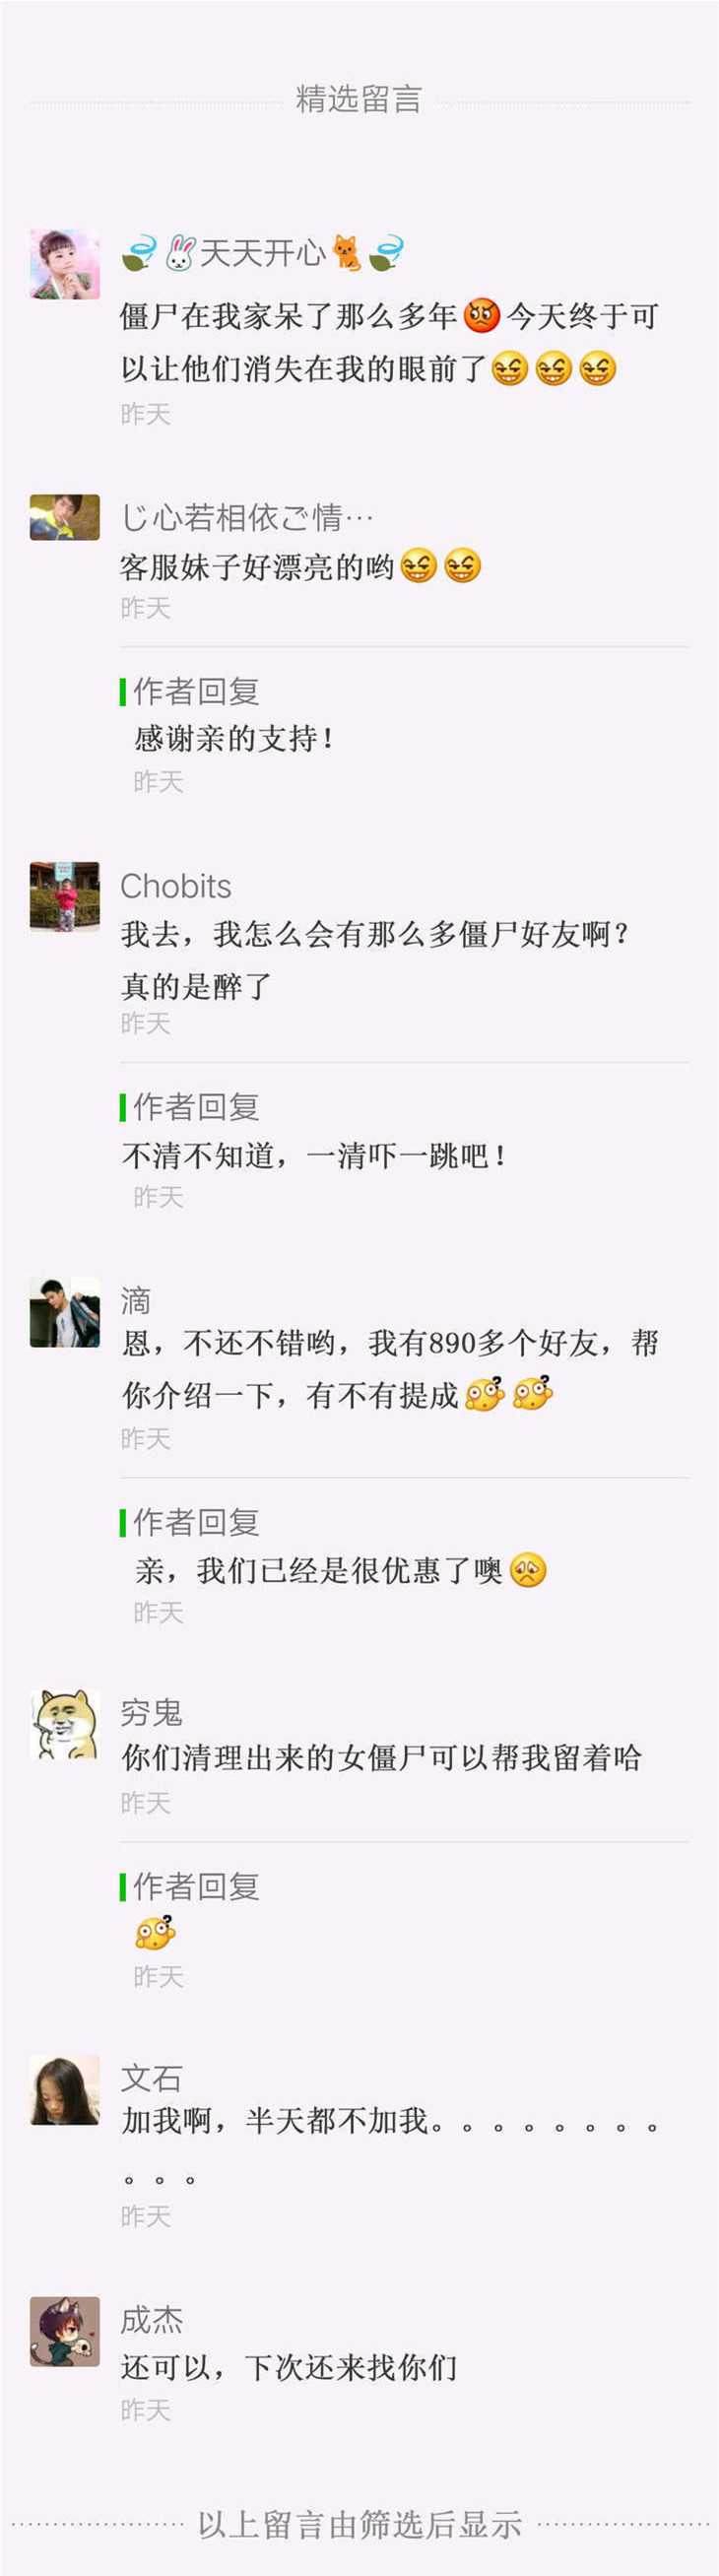 精选留言
天天开心
僵尸在我家呆了那么多年今天终于可
以让他们消失在我的眼前了
昨天
じ心若相依ご情…
客服妹子好漂亮的哟
昨天
作者回复
感谢亲的支持！
昨天
Chobits
我去，我怎么会有那么多僵尸好友啊？
真的是醉了
昨天
作者回复
不清不知道，一清吓一跳吧！
昨天
滴
恩，不还不错哟，我有890多个好友，帮
你介绍一下，有不有提成
昨天
作者回复
亲，我们已经是很优惠了噢
昨天
穷鬼
你们清理出来的女僵尸可以帮我留着哈
昨天
作者回复
昨天
文石
加我啊，半天都不加我。。。。。。。。
。。。
昨天
成杰
还可以，下次还来找你们
昨天
以上留言由筛选后显示